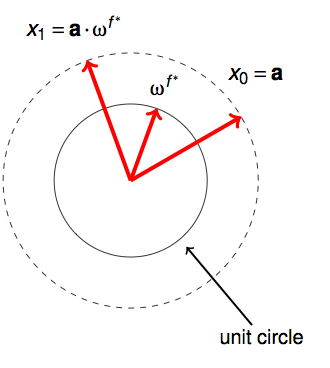 x₁ = a · ω^f*
ω^f*
x₀ = a
unit circle